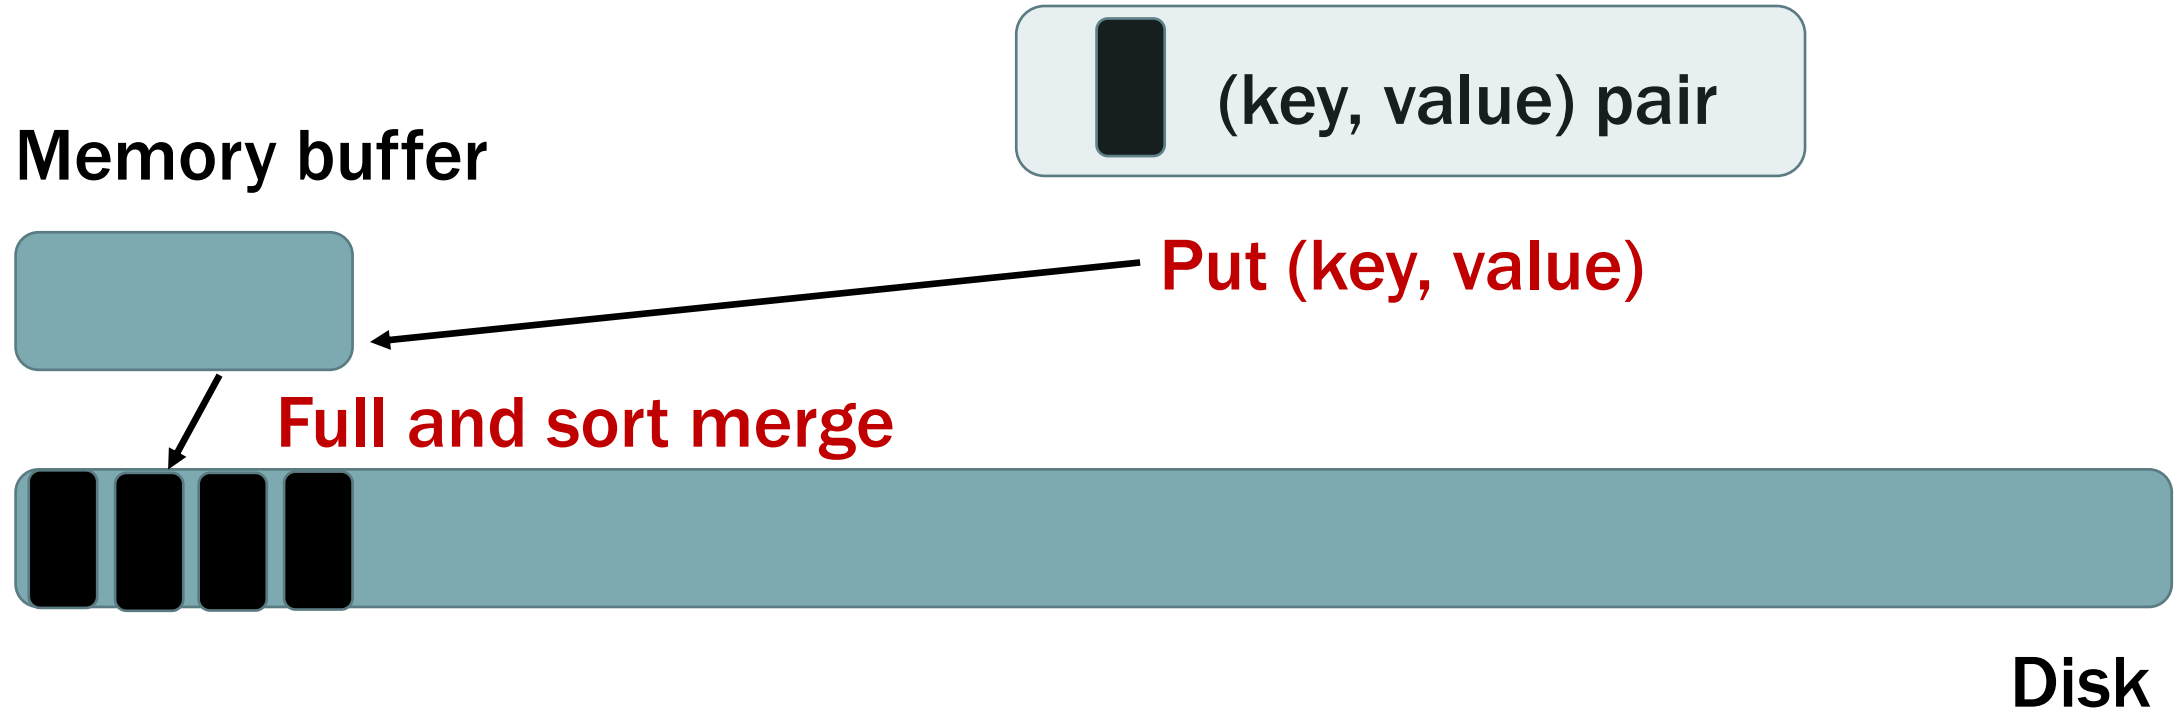 (key, value) pair
Memory buffer
Put (key, value)
Full and sort merge
Disk